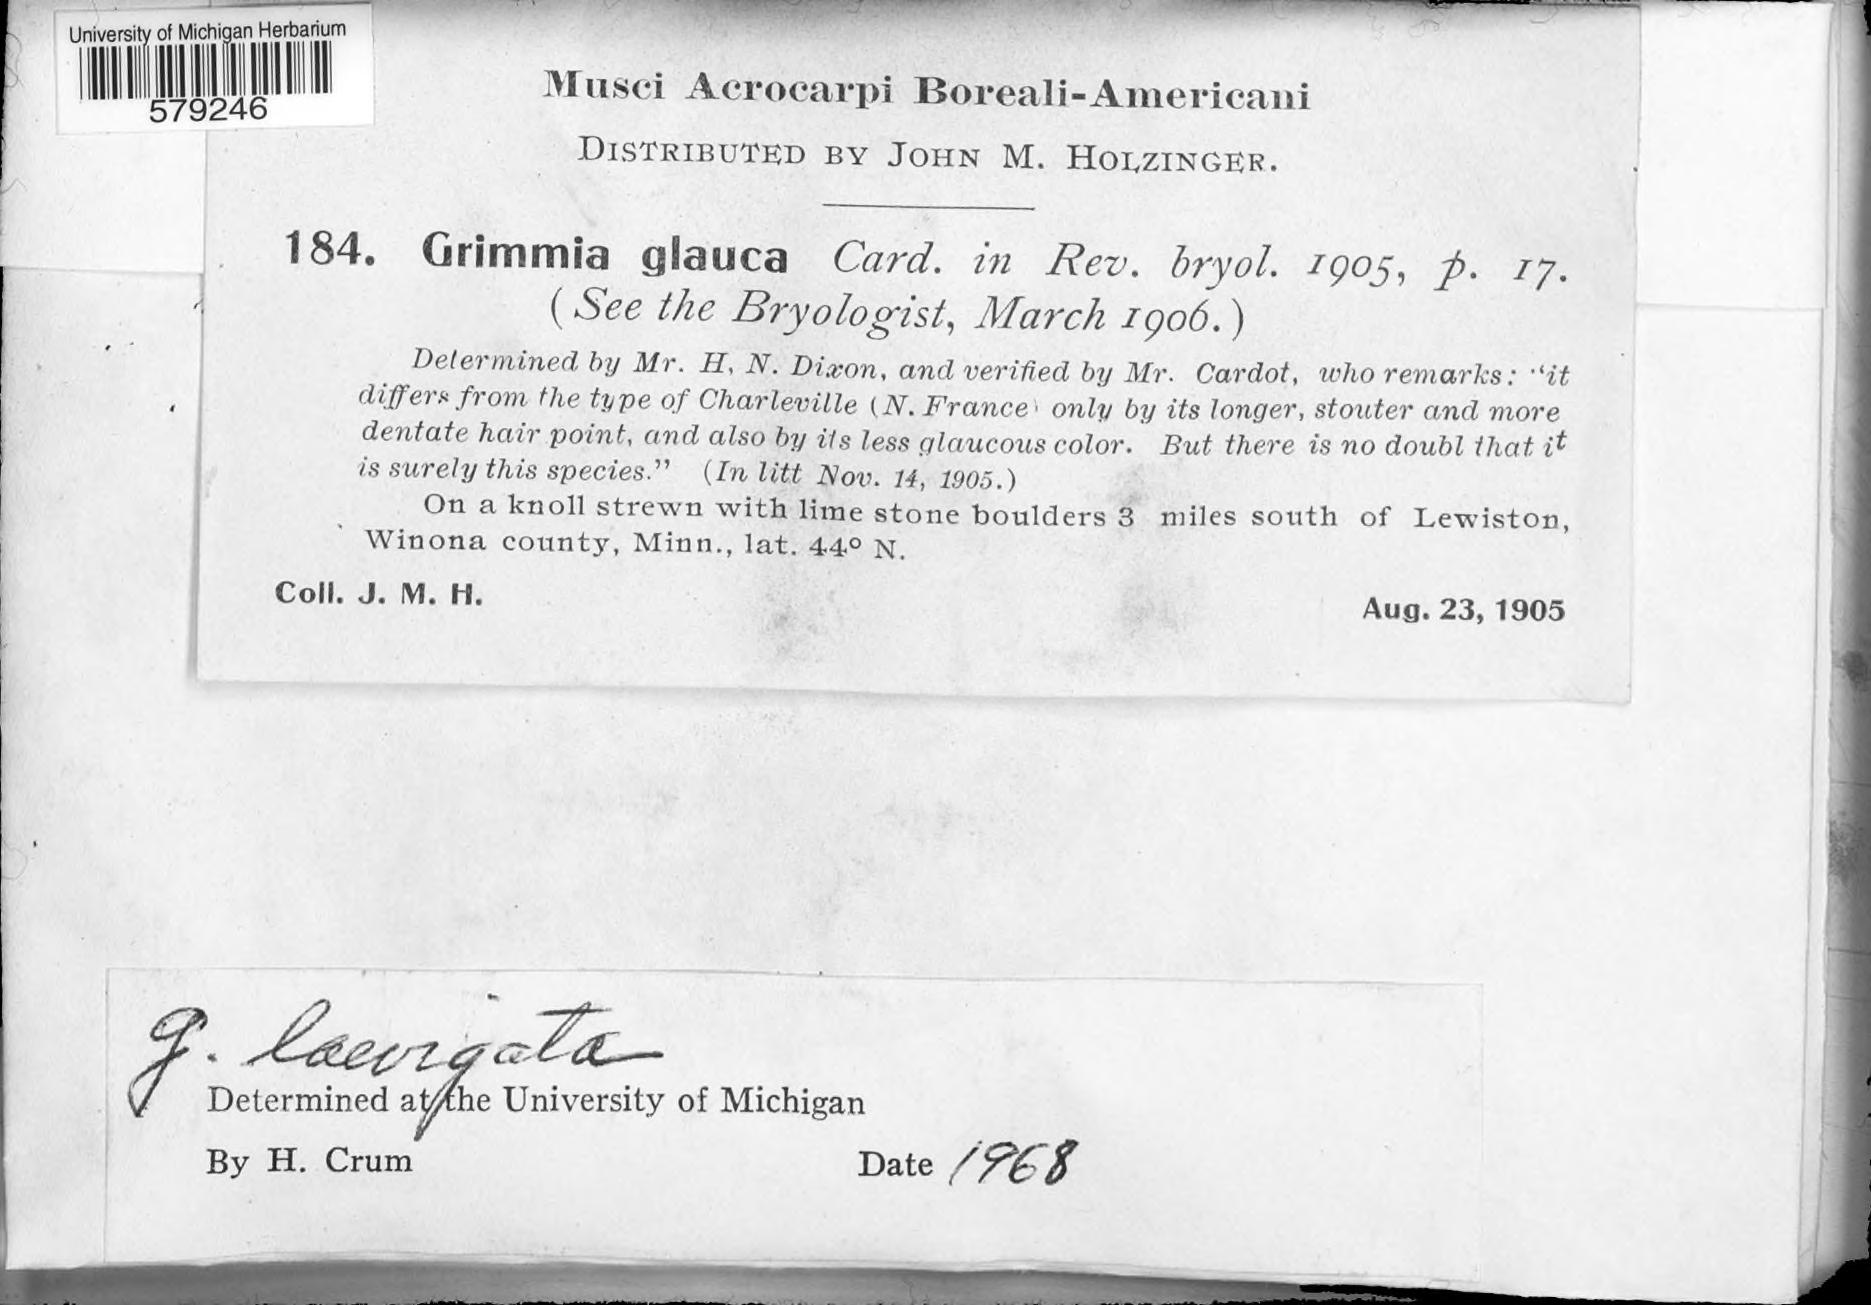 University of Michigan Herbarium
579246
Musci Acrocarpi Boreali-Americani
DISTRIBUTED BY JOHN M. HOLZINGER.
184. Grimmia glauca Card. in Rev. bryol. 1905, p. 17.
(See the Bryologist, March 1906.)
Determined by Mr. H, N. Dixon, and verified by Mr. Cardot, who remarks: "it
differs from the type of Charleville (N. France) only by its longer, stouter and more
dentate hair point, and also by its less glaucous color. But there is no doubl that it
is surely this species." (In litt Nov. 14, 1905.)
On a knoll strewn with lime stone boulders 3 miles south of Lewiston,
Winona county, Minn., lat. 44° N.
Coll. J. M. H.
Aug. 23, 1905
G. laevigata
Determined at the University of Michigan
By H. Crum
Date 1968